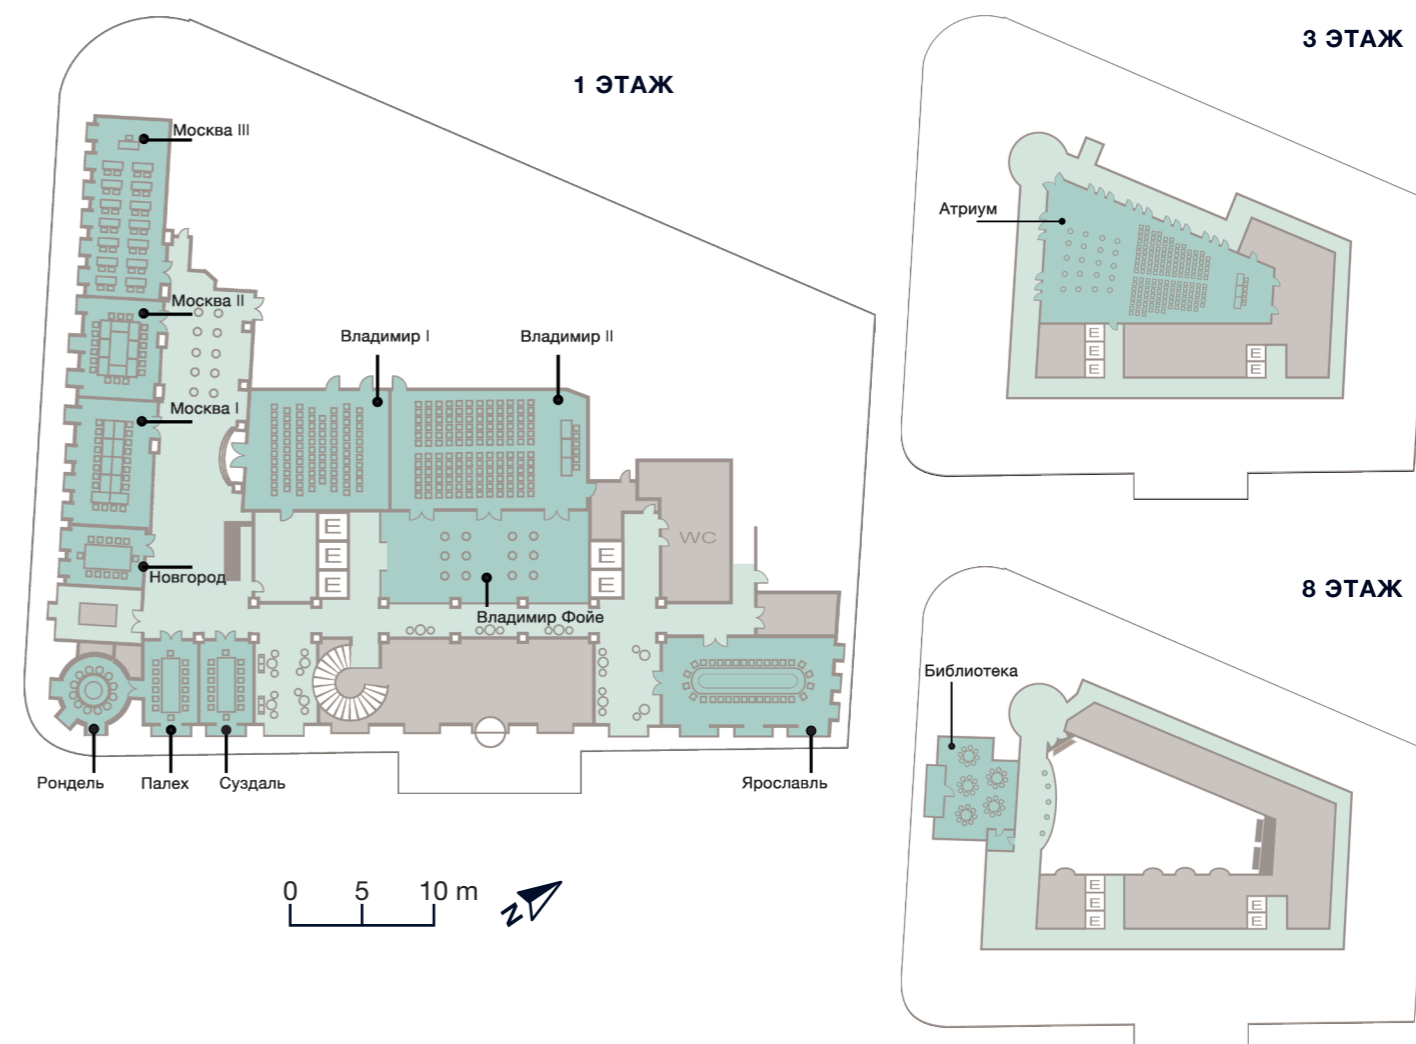 1 ЭТАЖ
Москва III
Москва II
Москва I
Новгород
Владимир I
Владимир II
Владимир Фойе
WC
E
E
E
E
E
Рондель
Палех
Суздаль
Ярославль
0 5 10 m
N
3 ЭТАЖ
Атриум
E
E
E
E
E
8 ЭТАЖ
Библиотека
E
E
E
E
E